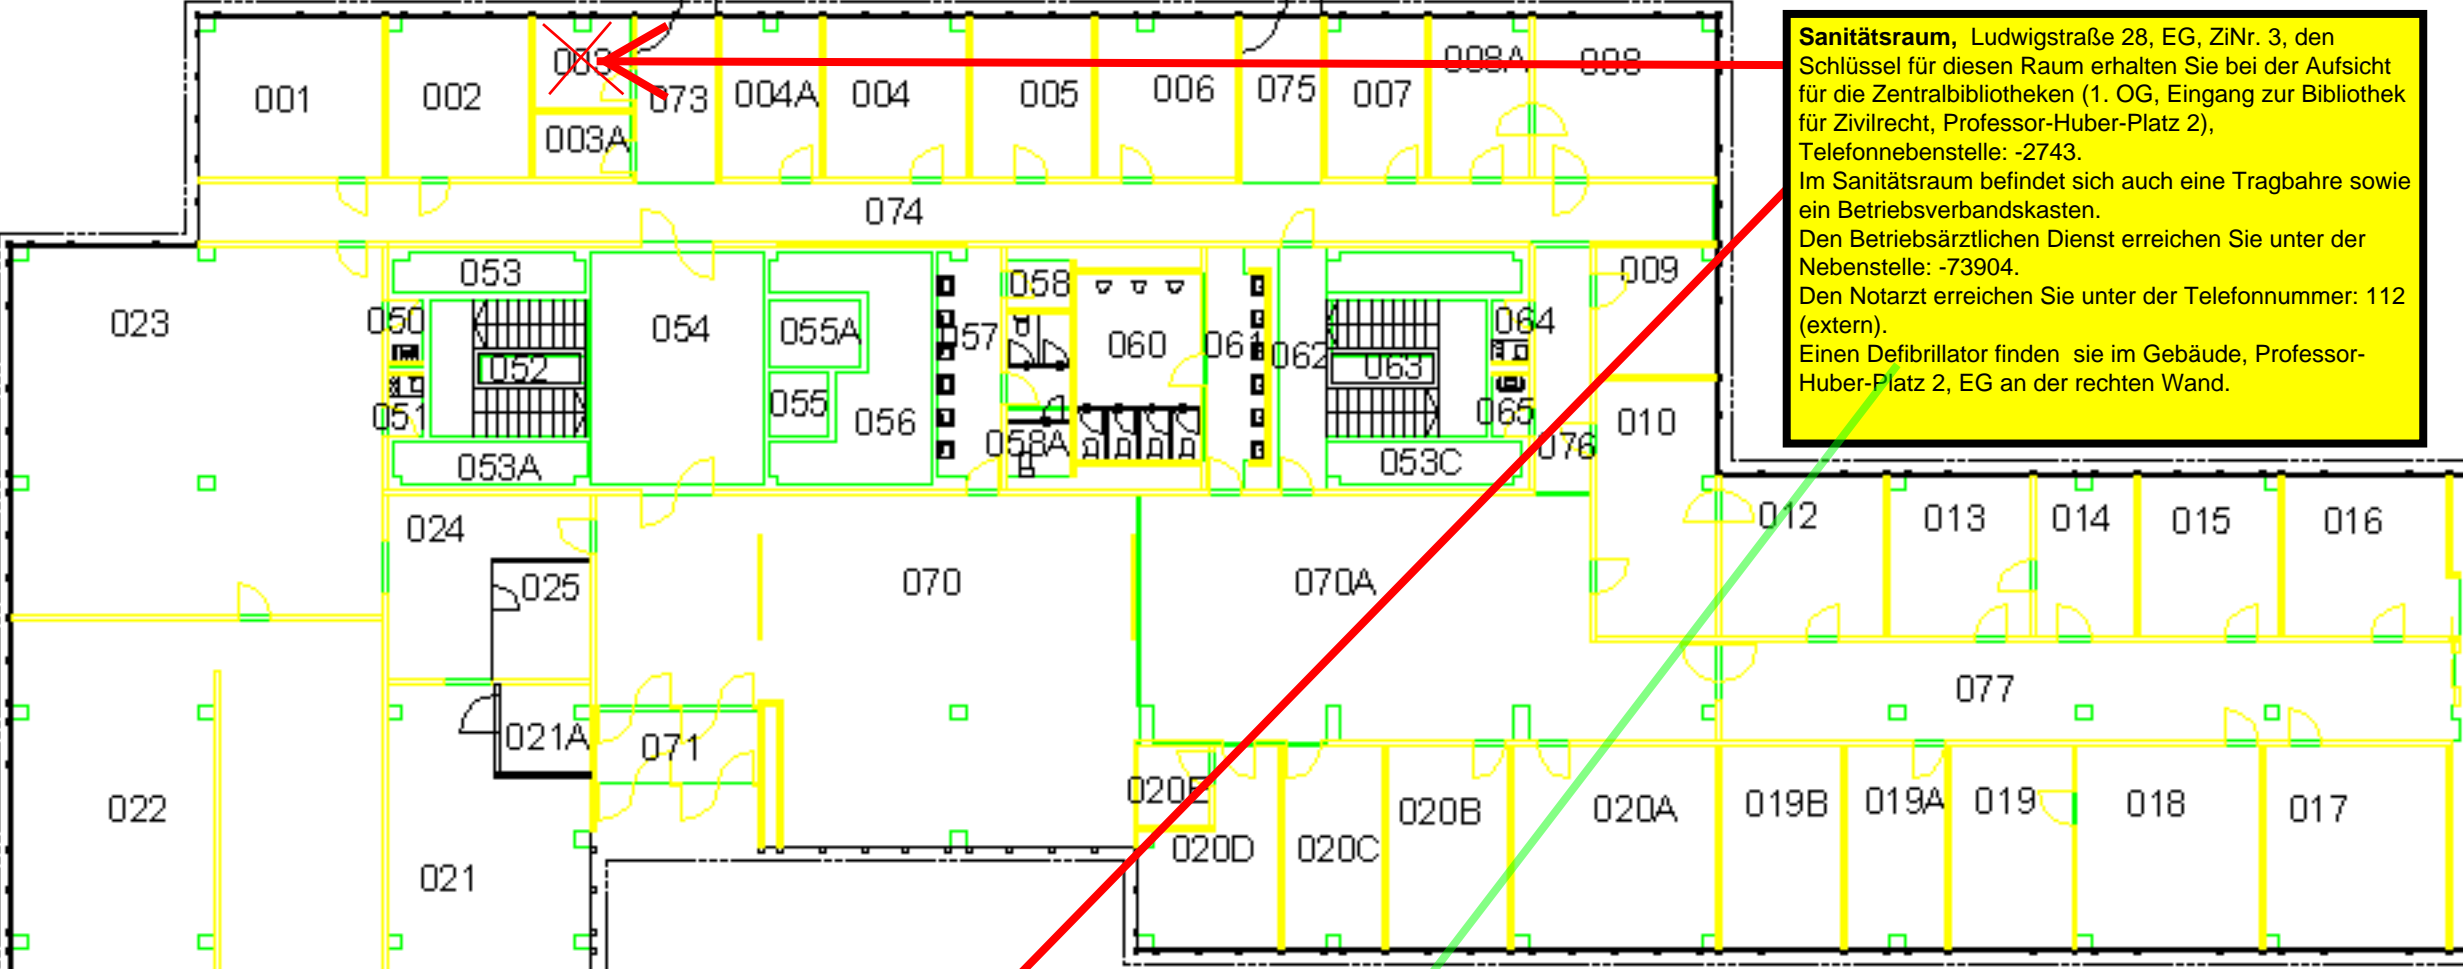 Sanitätsraum, Ludwigstraße 28, EG, ZiNr. 3, den
Schlüssel für diesen Raum erhalten Sie bei der Aufsicht
für die Zentralbibliotheken (1. OG, Eingang zur Bibliothek
für Zivilrecht, Professor-Huber-Platz 2),
Telefonnebenstelle: -2743.
Im Sanitätsraum befindet sich auch eine Tragbahre sowie
ein Betriebsverbandskasten.
Den Betriebsärztlichen Dienst erreichen Sie unter der
Nebenstelle: -73904.
Den Notarzt erreichen Sie unter der Telefonnummer: 112
(extern).
Einen Defibrillator finden sie im Gebäude, Professor-
Huber-Platz 2, EG an der rechten Wand.
001
002
003
003A
073
004A
004
005
006
075
007
008A
008
074
053
023
050
052
051
053A
054
055A
055
056
057
058
058A
060
061
062
063
064
065
053C
076
009
010
024
025
070
070A
012
013
014
015
016
077
021A
071
022
021
020E
020D
020C
020B
020A
019B
019A
019
018
017